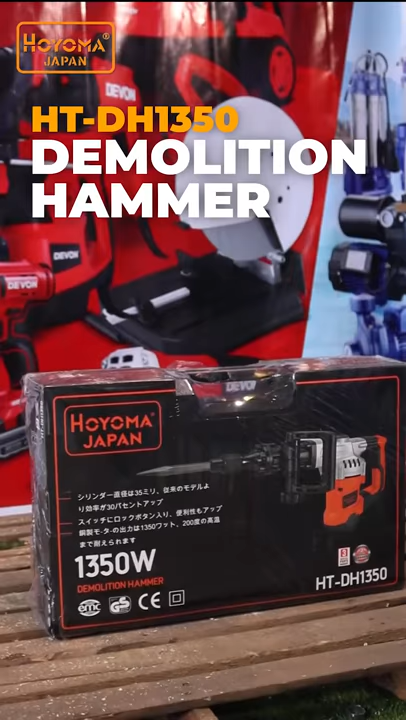 HOYOMA®
JAPAN
HT-DH1350
DEMOLITION
HAMMER
DEVON
DEVON
DEVON
DEVON
HOYOMA®
JAPAN
シリンダー直径は35ミリ、従来のモデルよ
り効率が30パセントアップ
スイッチにロックボタン入り、便利性もアップ
銅製モ-タ-の出力は1350ワット、200度の高温
まで耐えられます
1350W
DEMOLITION HAMMER
emc
GS
CE
HT-DH1350